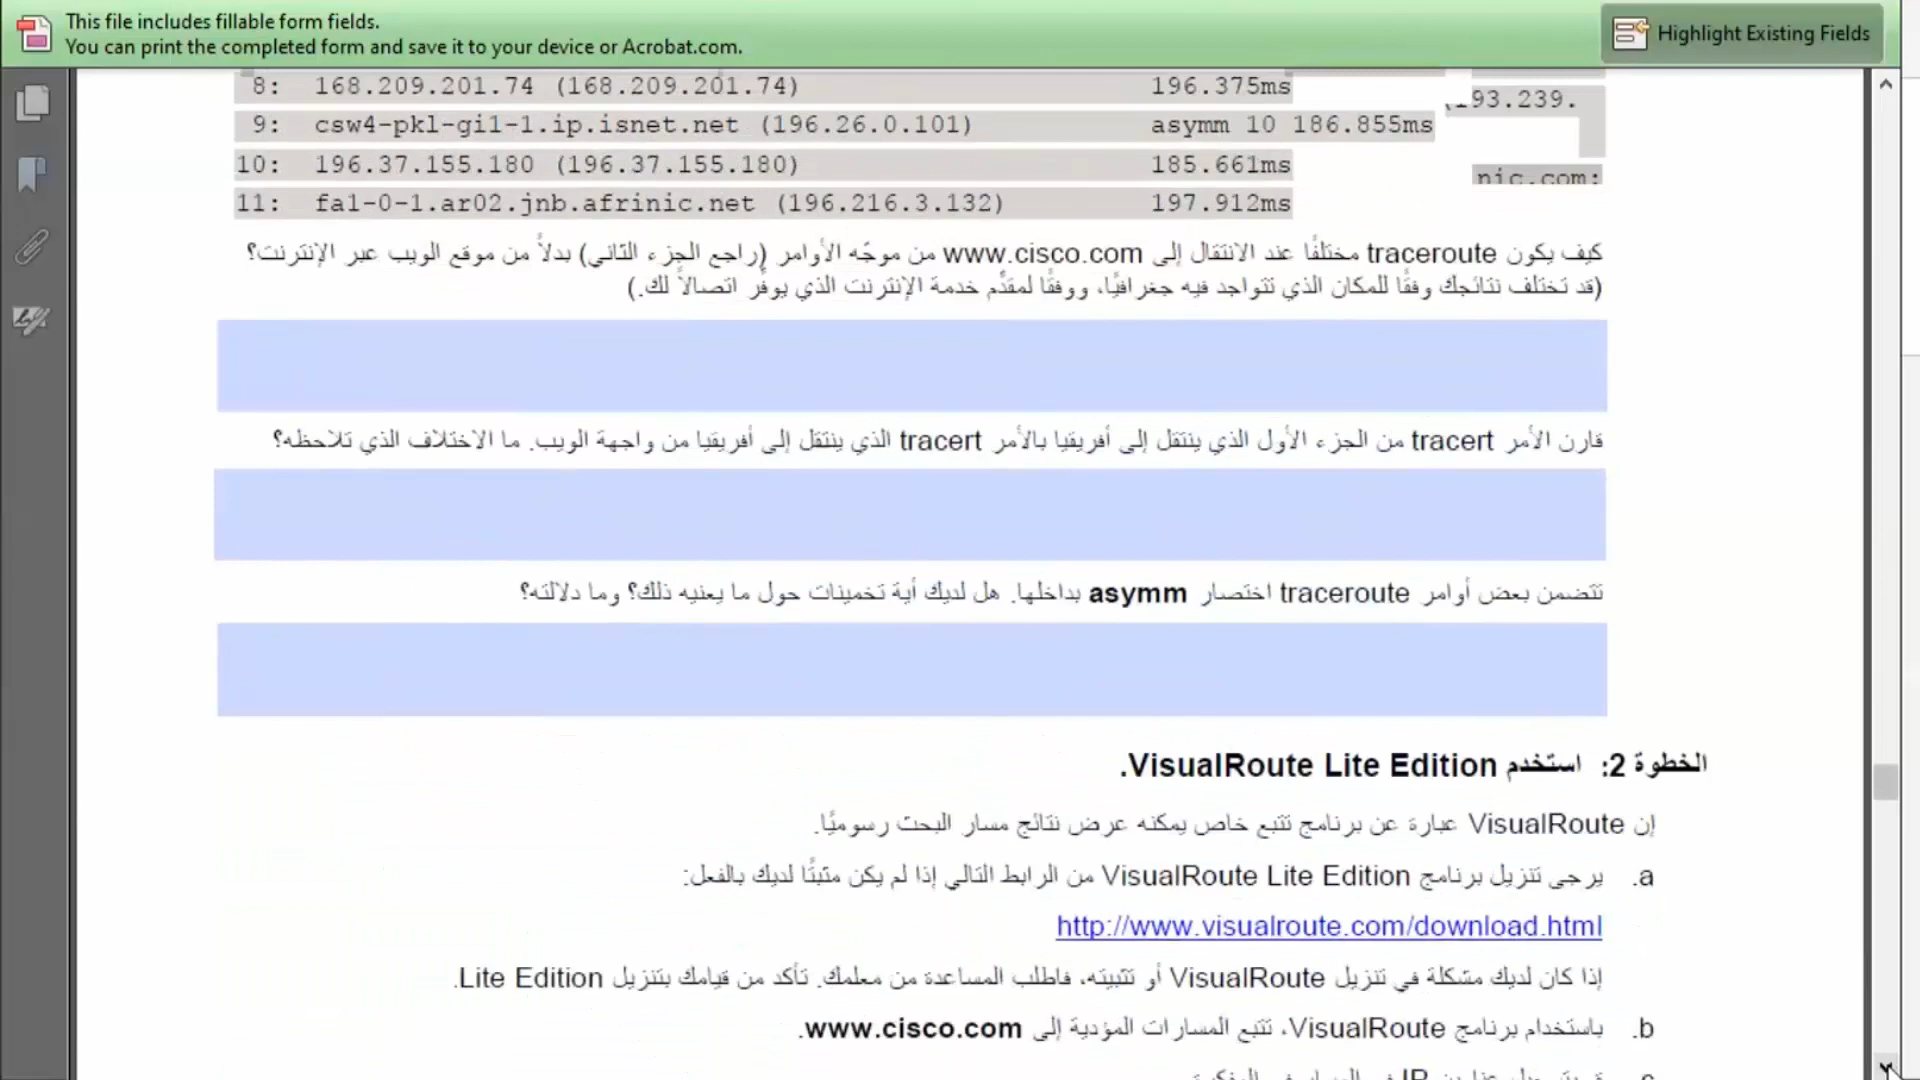 This file includes fillable form fields.
You can print the completed form and save it to your device or Acrobat.com.
Highlight Existing Fields
8: 168.209.201.74 (168.209.201.74) 196.375ms
9: csw4-pkl-gi1-1.ip.isnet.net (196.26.0.101) asymm 10 186.855ms
10: 196.37.155.180 (196.37.155.180) 185.661ms
11: fa1-0-1.ar02.jnb.afrinic.net (196.216.3.132) 197.912ms
93.239.
nic.com:
كيف يكون traceroute مختلفًا عند الانتقال إلى www.cisco.com من موجّه الأوامر (راجع الجزء الثاني) بدلاً من موقع الويب عبر الإنترنت؟
(قد تختلف نتائجك وفقًا للمكان الذي تتواجد فيه جغرافيًا، ووفقًا لمقدّم خدمة الإنترنت الذي يوفّر اتصالاً لك.)
قارن الأمر tracert من الجزء الأول الذي ينتقل إلى أفريقيا بالأمر tracert الذي ينتقل إلى أفريقيا من واجهة الويب. ما الاختلاف الذي تلاحظه؟
تتضمن بعض أوامر traceroute اختصار asymm بداخلها. هل لديك أية تخمينات حول ما يعنيه ذلك؟ وما دلالته؟
الخطوة 2: استخدم VisualRoute Lite Edition.
إن VisualRoute عبارة عن برنامج تتبع خاص يمكنه عرض نتائج مسار البحث رسوميًا.
a. يرجى تنزيل برنامج VisualRoute Lite Edition من الرابط التالي إذا لم يكن مثبتًا لديك بالفعل:
http://www.visualroute.com/download.html
إذا كان لديك مشكلة في تنزيل VisualRoute أو تثبيته، فاطلب المساعدة من معلمك. تأكد من قيامك بتنزيل Lite Edition.
b. باستخدام برنامج VisualRoute، تتبع المسارات المؤدية إلى www.cisco.com.